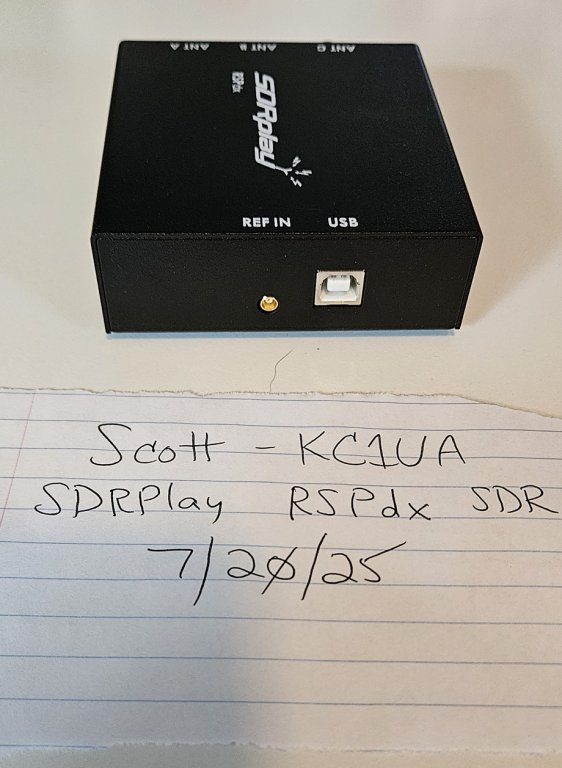 ANT A ANT B ANT C
SDRplay
RSPdx
REF IN USB
Scott - KC1UA
SDRPlay RSPdx SDR
7/20/25